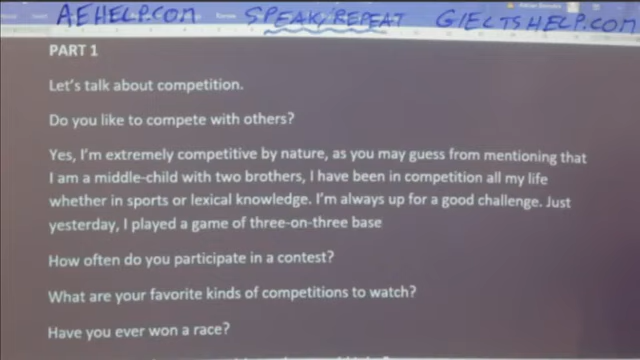 AEHELP.COM SPEAK/REPEAT GIELTSHELP.COM
PART 1
Let's talk about competition.
Do you like to compete with others?
Yes, I'm extremely competitive by nature, as you may guess from mentioning that
I am a middle-child with two brothers, I have been in competition all my life
whether in sports or lexical knowledge. I'm always up for a good challenge. Just
yesterday, I played a game of three-on-three base
How often do you participate in a contest?
What are your favorite kinds of competitions to watch?
Have you ever won a race?